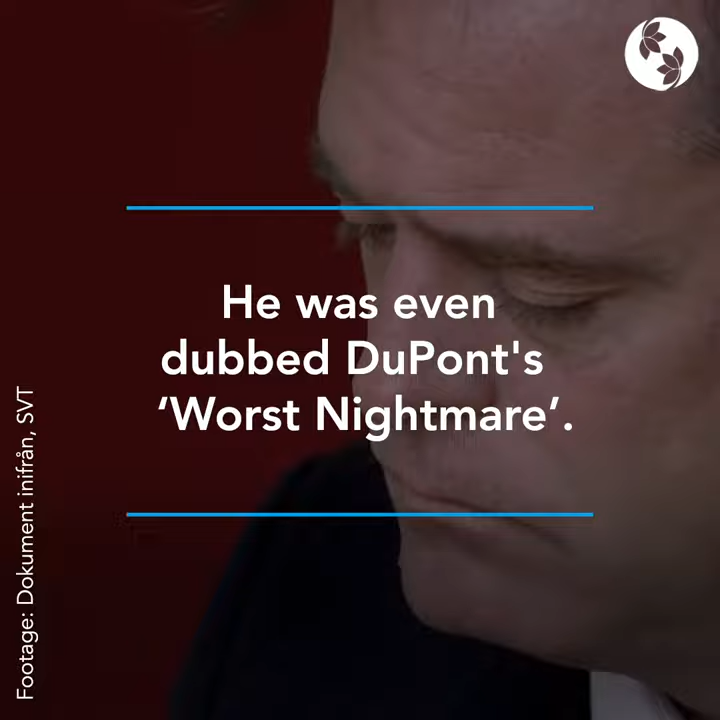 He was even
dubbed DuPont's
‘Worst Nightmare’.
Footage: Dokument inifrån, SVT